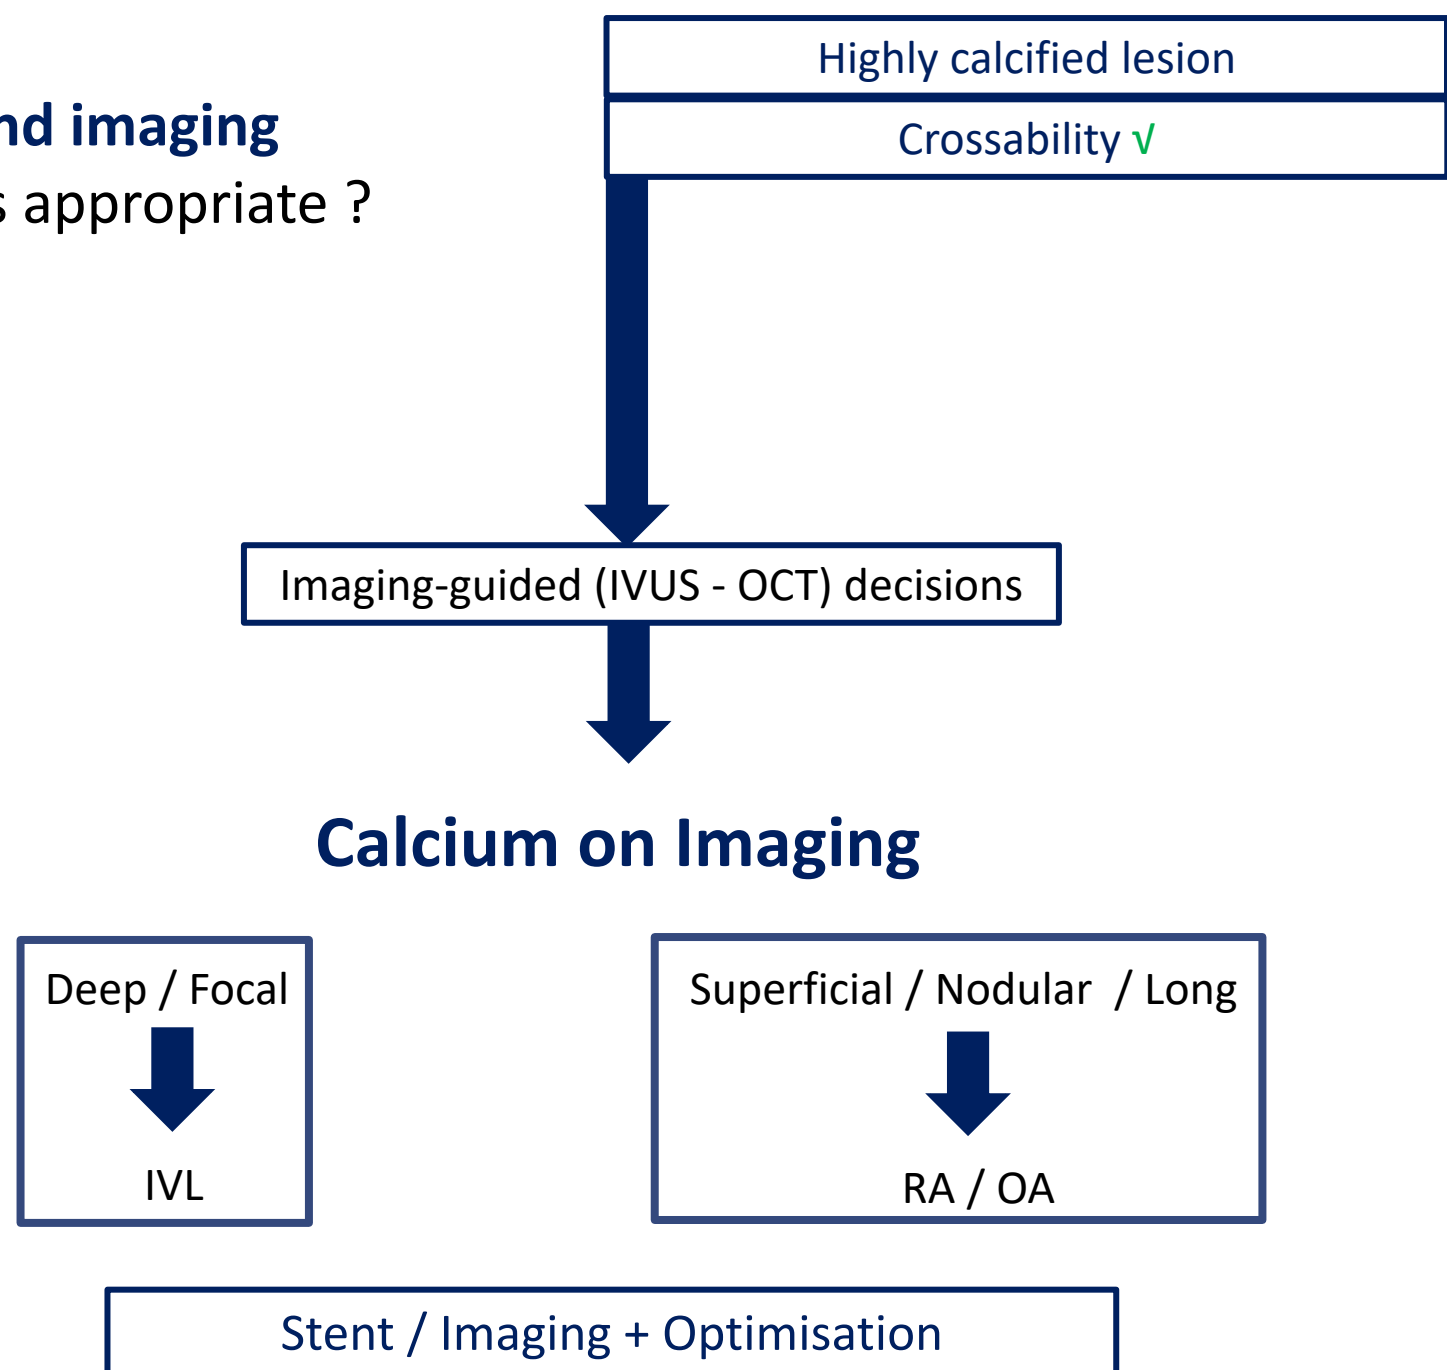 Highly calcified lesion
nd imaging
Crossability √
s appropriate ?
Imaging-guided (IVUS - OCT) decisions
Calcium on Imaging
Deep / Focal
Superficial / Nodular / Long
IVL
RA / OA
Stent / Imaging + Optimisation